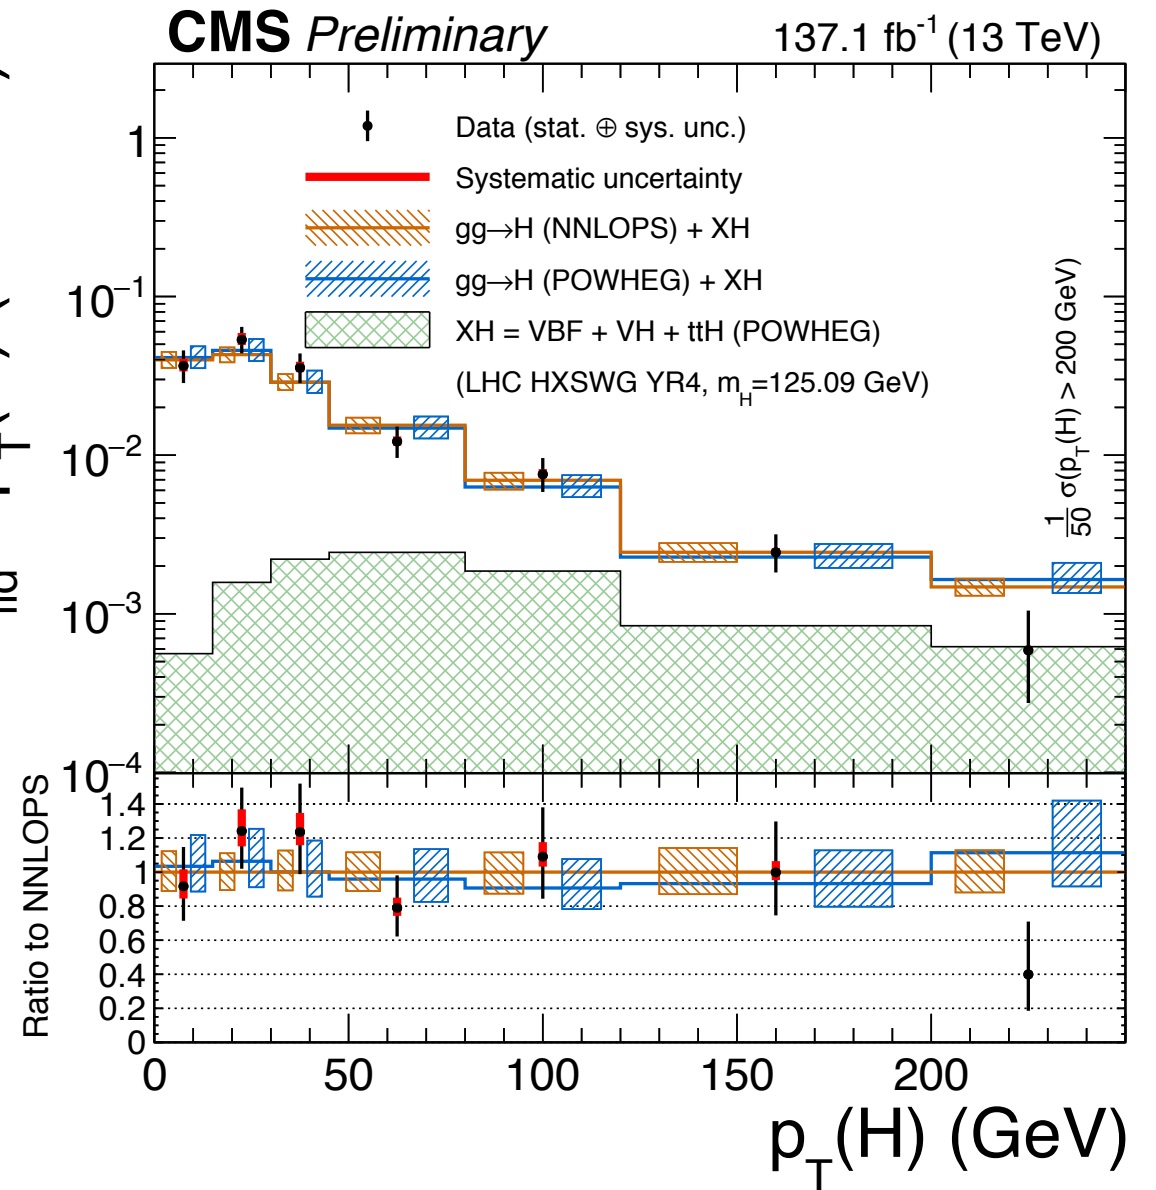 CMS Preliminary 137.1 fb⁻¹ (13 TeV)
Data (stat. ⊕ sys. unc.)
Systematic uncertainty
gg→H (NNLOPS) + XH
gg→H (POWHEG) + XH
XH = VBF + VH + ttH (POWHEG)
(LHC HXSWG YR4, m_H=125.09 GeV)
1/50 σ(p_T(H) > 200 GeV)
1
10⁻¹
10⁻²
10⁻³
10⁻⁴
Ratio to NNLOPS
1.4
1.2
1
0.8
0.6
0.4
0.2
0
0 50 100 150 200
p_T(H) (GeV)